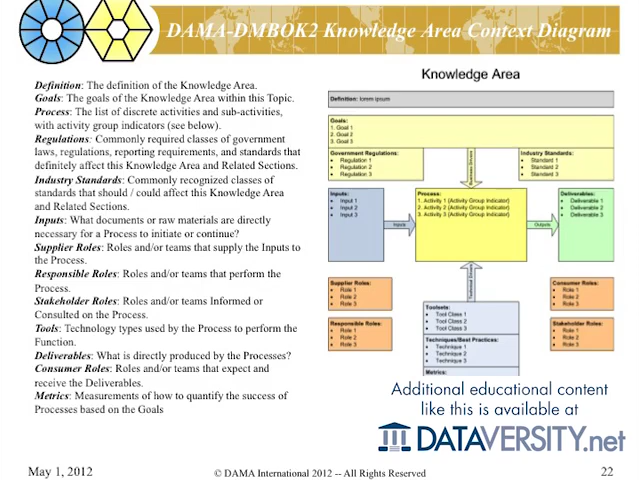 DAMA-DMBOK2 Knowledge Area Context Diagram
Definition: The definition of the Knowledge Area.
Goals: The goals of the Knowledge Area within this Topic.
Process: The list of discrete activities and sub-activities,
with activity group indicators (see below).
Regulations: Commonly required classes of government
laws, regulations, reporting requirements, and standards that
definitely affect this Knowledge Area and Related Sections.
Industry Standards: Commonly recognized classes of
standards that should / could affect this Knowledge Area
and Related Sections.
Inputs: What documents or raw materials are directly
necessary for a Process to initiate or continue?
Supplier Roles: Roles and/or teams that supply the Inputs to
the Process.
Responsible Roles: Roles and/or teams that perform the
Process.
Stakeholder Roles: Roles and/or teams Informed or
Consulted on the Process.
Tools: Technology types used by the Process to perform the
Function.
Deliverables: What is directly produced by the Processes?
Consumer Roles: Roles and/or teams that expect and
receive the Deliverables.
Metrics: Measurements of how to quantify the success of
Processes based on the Goals
Knowledge Area
Definition: lorem ipsum
Goals:
1. Goal 1
2. Goal 2
3. Goal 3
Government Regulations:
• Regulation 1
• Regulation 2
• Regulation 3
Business Drivers
Industry Standards:
• Standard 1
• Standard 2
• Standard 3
Inputs:
• Input 1
• Input 2
• Input 3
Inputs
Process:
1. Activity 1 (Activity Group Indicator)
2. Activity 2 (Activity Group Indicator)
3. Activity 3 (Activity Group Indicator)
Outputs
Deliverables:
• Deliverable 1
• Deliverable 2
• Deliverable 3
Technical Drivers
Supplier Roles:
• Role 1
• Role 2
• Role 3
Consumer Roles:
• Role 1
• Role 2
• Role 3
Responsible Roles:
• Role 1
• Role 2
• Role 3
Toolsets:
• Tool Class 1
• Tool Class 2
• Tool Class 3
Techniques/Best Practices:
• Technique 1
• Technique 2
• Technique 3
Metrics:
Stakeholder Roles:
• Role 1
• Role 2
• Role 3
Additional educational content
like this is available at
DATAVERSITY.net
May 1, 2012
© DAMA International 2012 -- All Rights Reserved
22